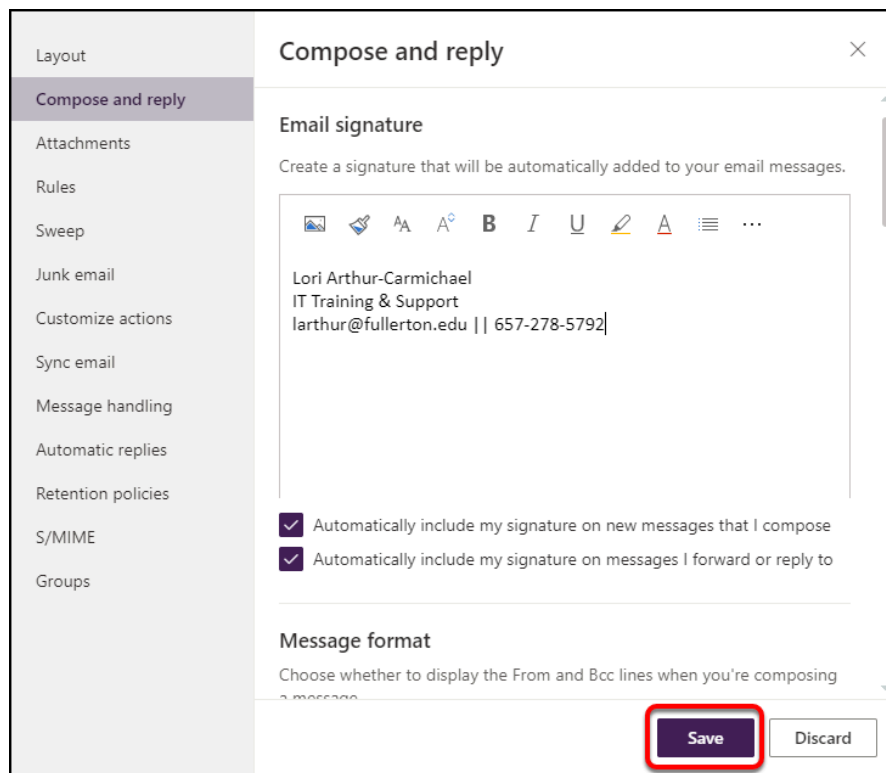 Layout
Compose and reply
Attachments
Rules
Sweep
Junk email
Customize actions
Sync email
Message handling
Automatic replies
Retention policies
S/MIME
Groups
Compose and reply
Email signature
Create a signature that will be automatically added to your email messages.
B I U A
Lori Arthur-Carmichael
IT Training & Support
larthur@fullerton.edu || 657-278-5792
Automatically include my signature on new messages that I compose
Automatically include my signature on messages I forward or reply to
Message format
Choose whether to display the From and Bcc lines when you're composing
a message
Save
Discard